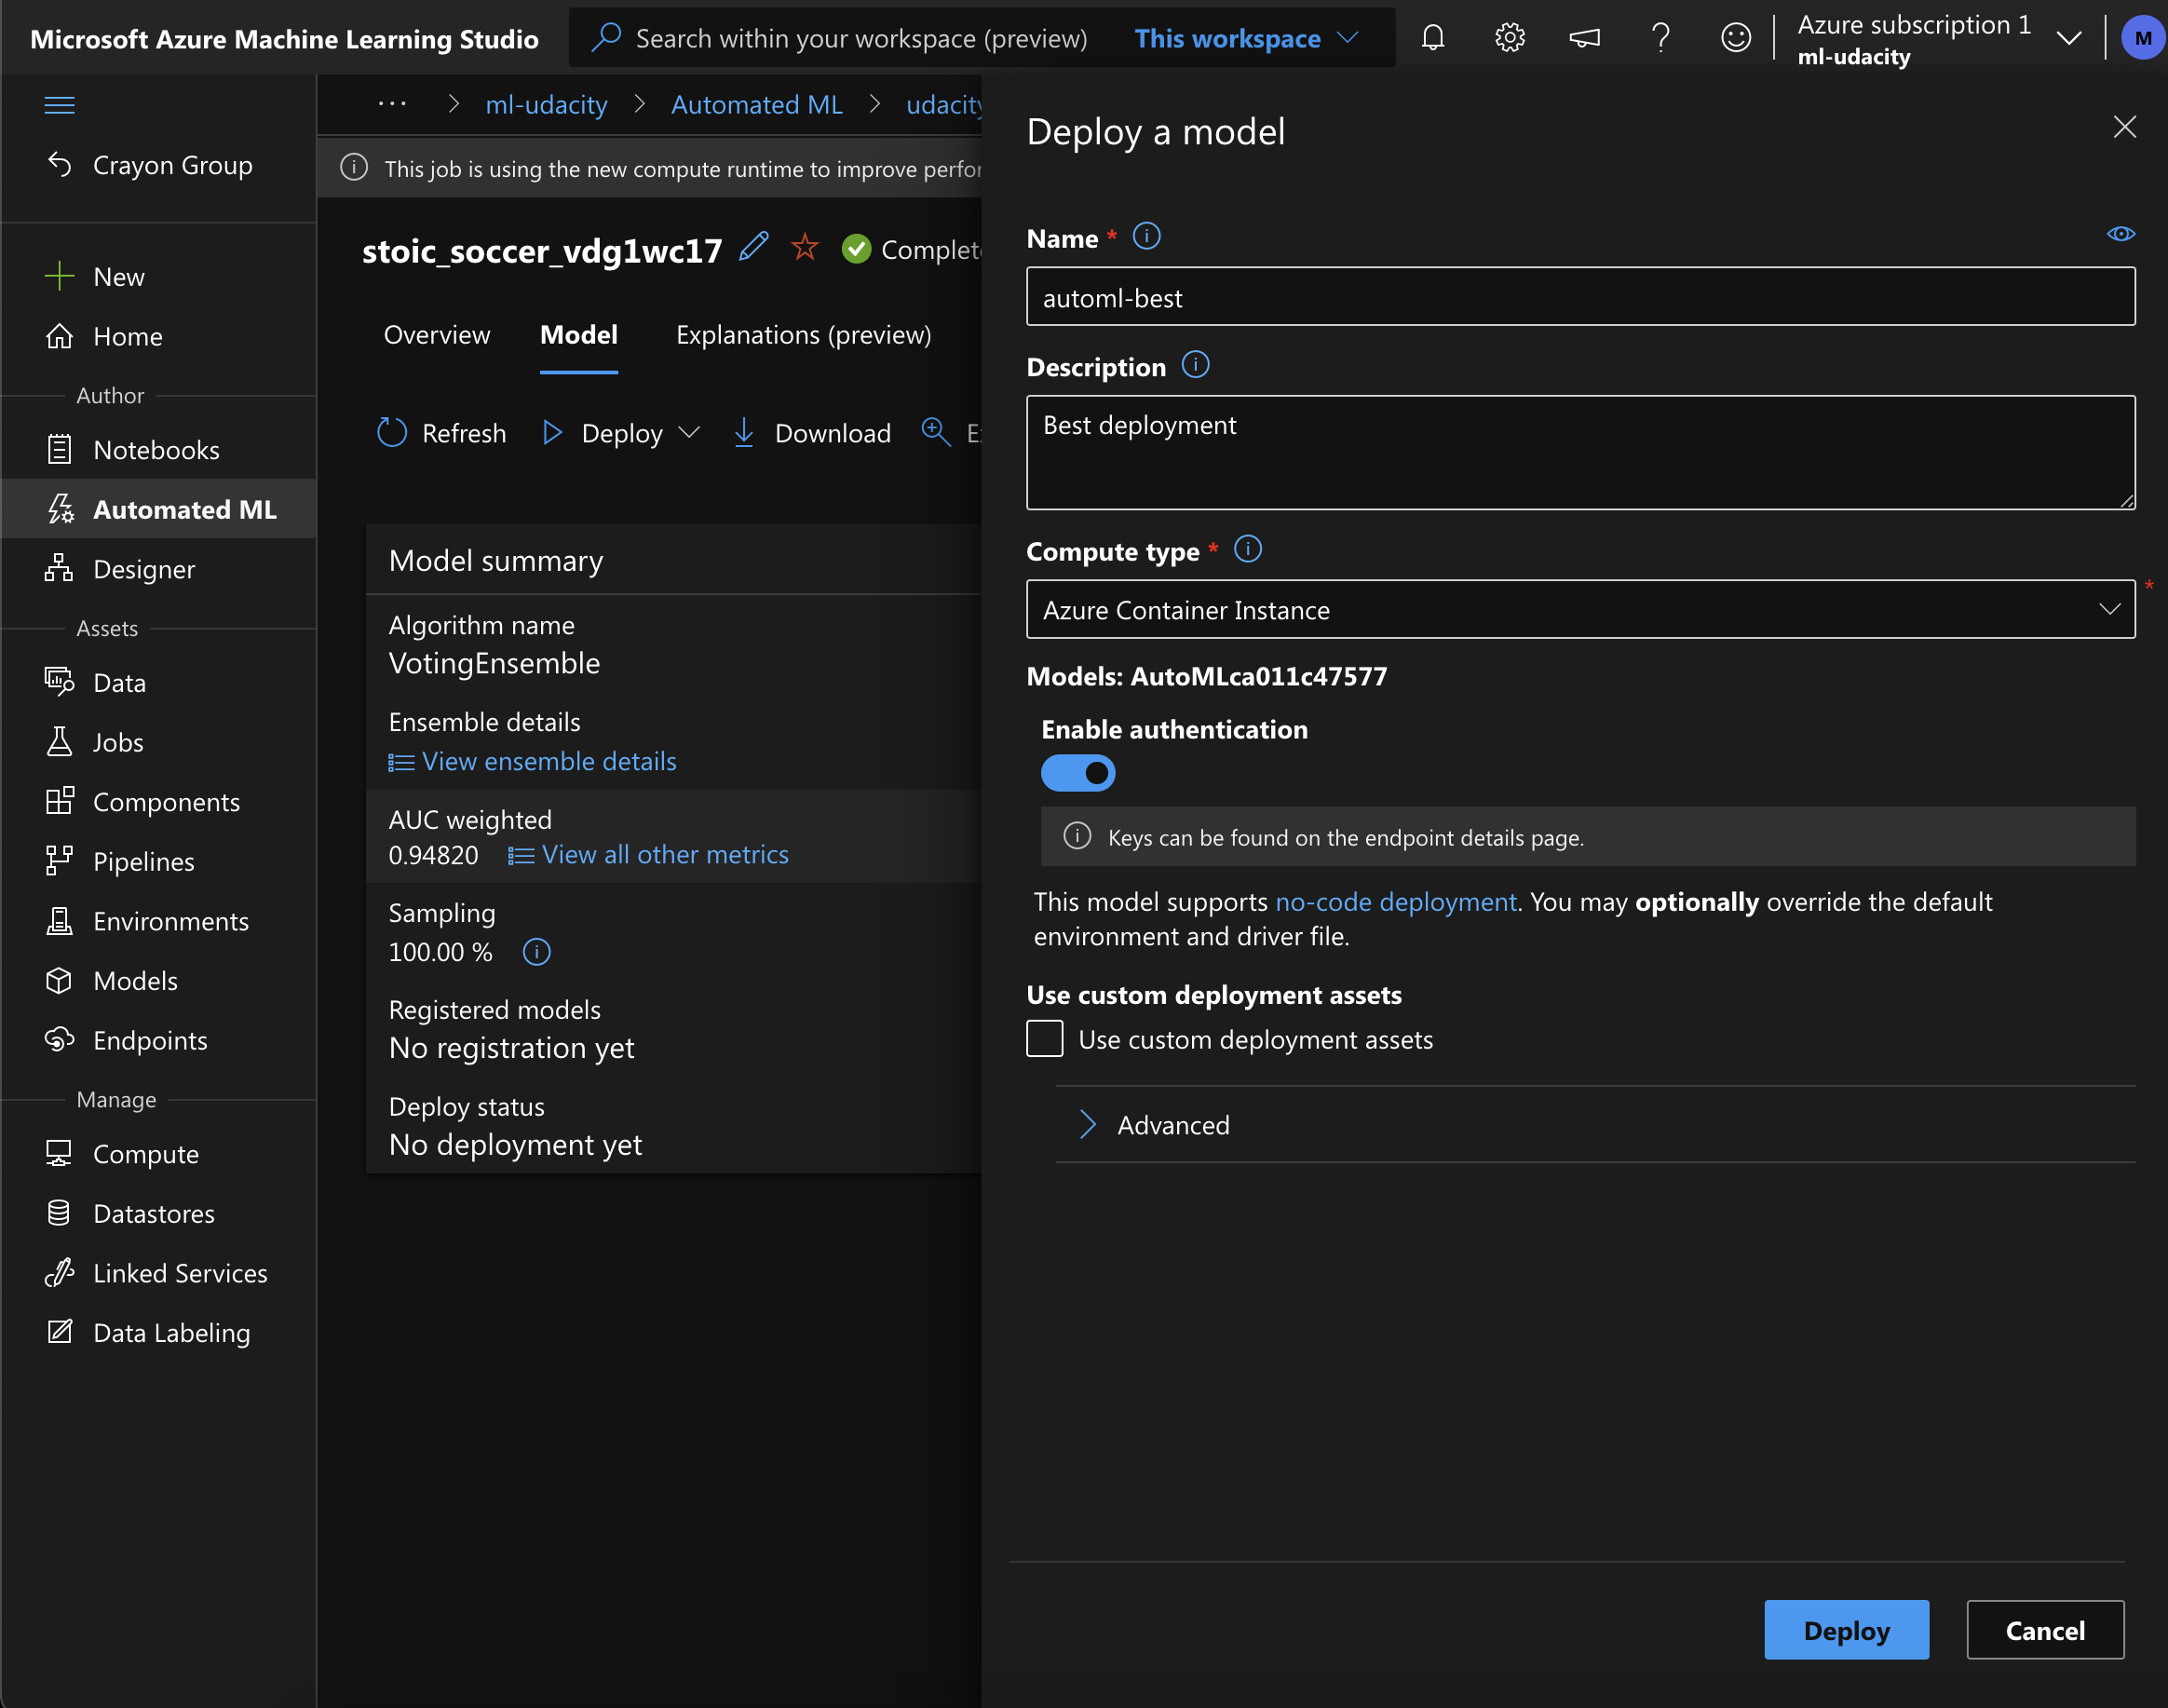 Microsoft Azure Machine Learning Studio
Search within your workspace (preview)
This workspace
Azure subscription 1
ml-udacity
M
Crayon Group
New
Home
Author
Notebooks
Automated ML
Designer
Assets
Data
Jobs
Components
Pipelines
Environments
Models
Endpoints
Manage
Compute
Datastores
Linked Services
Data Labeling
... > ml-udacity > Automated ML > udacity
This job is using the new compute runtime to improve perfor
stoic_soccer_vdg1wc17
Complete
Overview
Model
Explanations (preview)
Refresh
Deploy
Download
Model summary
Algorithm name
VotingEnsemble
Ensemble details
View ensemble details
AUC weighted
0.94820
View all other metrics
Sampling
100.00 %
Registered models
No registration yet
Deploy status
No deployment yet
Deploy a model
Name *
automl-best
Description
Best deployment
Compute type *
Azure Container Instance
*
Models: AutoMLca011c47577
Enable authentication
Keys can be found on the endpoint details page.
This model supports no-code deployment. You may optionally override the default
environment and driver file.
Use custom deployment assets
Use custom deployment assets
Advanced
Deploy
Cancel